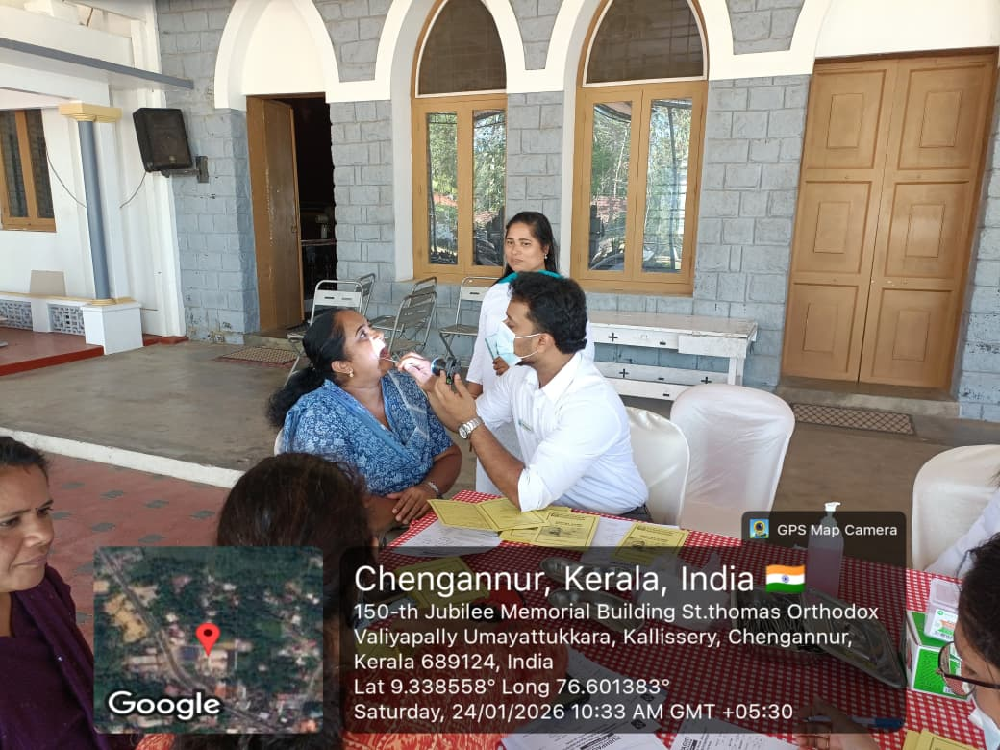 GPS Map Camera
Chengannur, Kerala, India
150-th Jubilee Memorial Building St.thomas Orthodox
Valiyapally Umayattukkara, Kallissery, Chengannur,
Kerala 689124, India
Lat 9.338558° Long 76.601383°
Saturday, 24/01/2026 10:33 AM GMT +05:30
Google